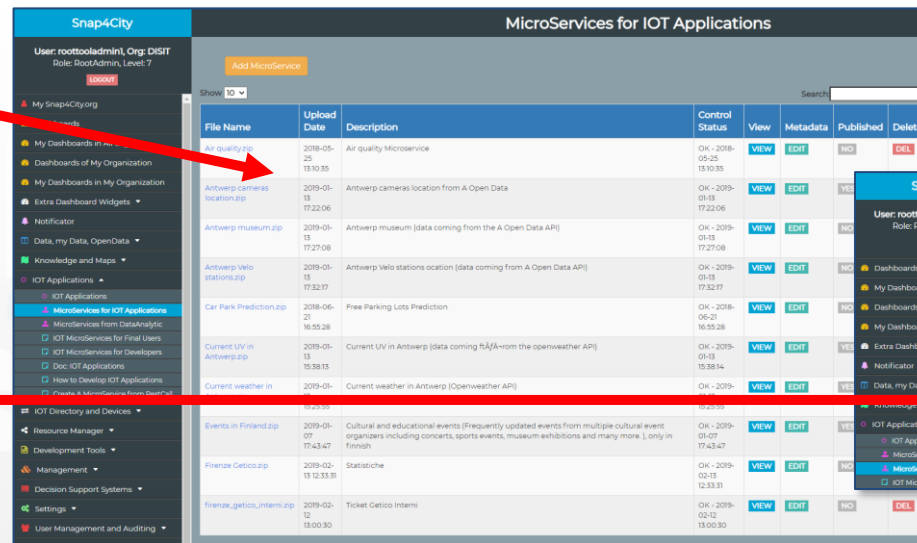 Snap4City
User: roottooladmin1, Org: DISIT
Role: RootAdmin, Level: 7
LOGOUT
My Snap4City.org
My Dashboards in
Dashboards of My Organization
My Dashboards in My Organization
Extra Dashboard Widgets
Notificator
Data, my Data, OpenData
Knowledge and Maps
IOT Applications
IOT Applications
MicroServices for IOT Applications
MicroServices from DataAnalytic
IOT MicroServices for Final Users
IOT MicroServices for Developers
Doc: IOT Applications
How to Develop IOT Applications
Create A MicroService from RestCall
IOT Directory and Devices
Resource Manager
Development Tools
Management
Decision Support Systems
Settings
User Management and Auditing
MicroServices for IOT Applications
Add MicroService
Show 10
Search:
File Name Upload Date Description Control Status View Metadata Published Delet
Air quality.zip 2018-05-25 13:10:35 Air quality Microservice OK - 2018-05-25 13:10:35 VIEW EDIT NO DEL
Antwerp cameras location.zip 2019-01-13 17:22:06 Antwerp cameras location from A Open Data OK - 2019-01-13 17:22:06 VIEW EDIT YES
Antwerp museum.zip 2019-01-13 17:27:08 Antwerp museum (data coming from the A Open Data API) OK - 2019-01-13 17:27:08 VIEW EDIT NO
Antwerp Velo stations.zip 2019-01-13 17:32:17 Antwerp Velo stations ocation (data coming from A Open Data API) OK - 2019-01-13 17:32:17 VIEW EDIT NO
Car Park Prediction.zip 2018-06-21 16:55:28 Free Parking Lots Prediction OK - 2018-06-21 16:55:28 VIEW EDIT NO
Current UV in Antwerp.zip 2019-01-13 15:38:13 Current UV in Antwerp (data coming ftÃƒÂ¬rom the openweather API) OK - 2019-01-13 15:38:14 VIEW EDIT YES
Current weather in 2019-01- Current weather in Antwerp (Openweather API) OK - 2019- VIEW EDIT YES
Events in Finland.zip 2019-01-07 17:43:47 Cultural and educational events (Frequently updated events from multiple cultural event organizers including concerts, sports events, museum exhibitions and many more. ), only in finnish OK - 2019-01-07 17:43:47 VIEW EDIT YES
Firenze Getico.zip 2019-02-13 12:33:31 Statistiche OK - 2019-02-13 12:33:31 VIEW EDIT NO
firenze_getico_interni.zip 2019-02-12 13:00:30 Ticket Getico Interni OK - 2019-02-12 13:00:30 VIEW EDIT NO DEL
S
User: roott
Role: R
Dashboards
My Dashbo
Dashboards
My Dashbo
Extra Dashb
Notificator
Data, my Da
Knowledge
IOT Applicat
IOT App
MicroSe
MicroSe
IOT Mic